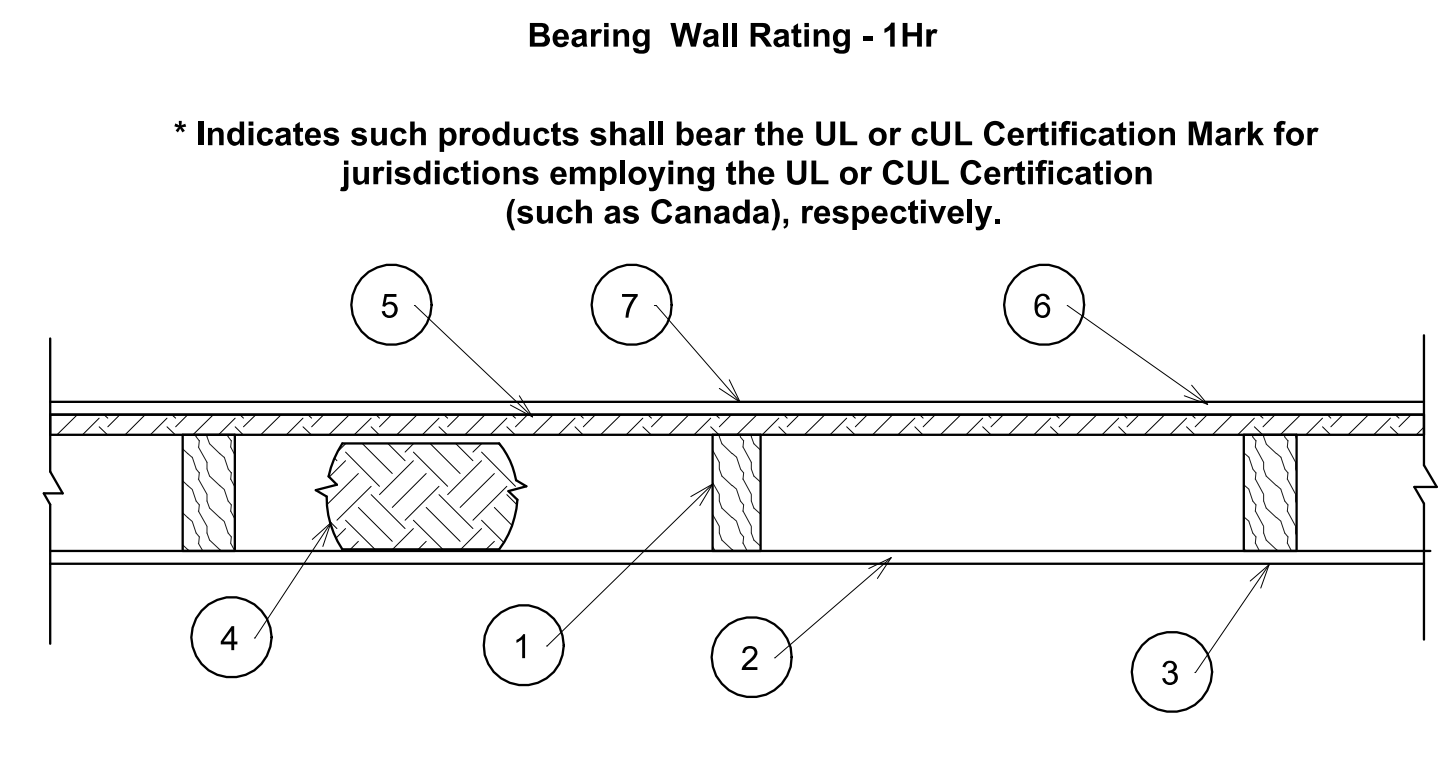 Bearing Wall Rating - 1Hr
* Indicates such products shall bear the UL or cUL Certification Mark for
jurisdictions employing the UL or CUL Certification
(such as Canada), respectively.
5
7
6
4
1
2
3